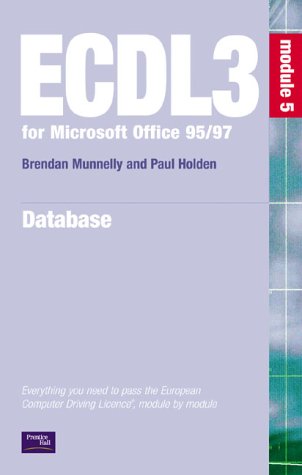 ECDL3
for Microsoft Office 95/97
Brendan Munnelly and Paul Holden
module 5
Database
Everything you need to pass the European
Computer Driving Licence®, module by module
Prentice
Hall